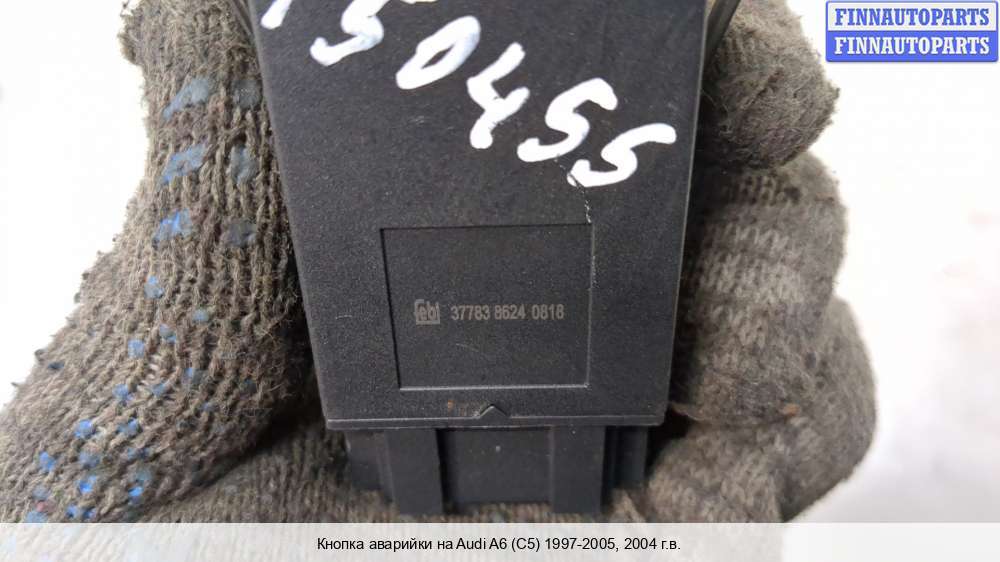 FINNAUTOPARTS
FINNAUTOPARTS
50455
febi 37783 8624 0818
Кнопка аварийки на Audi A6 (C5) 1997-2005, 2004 г.в.